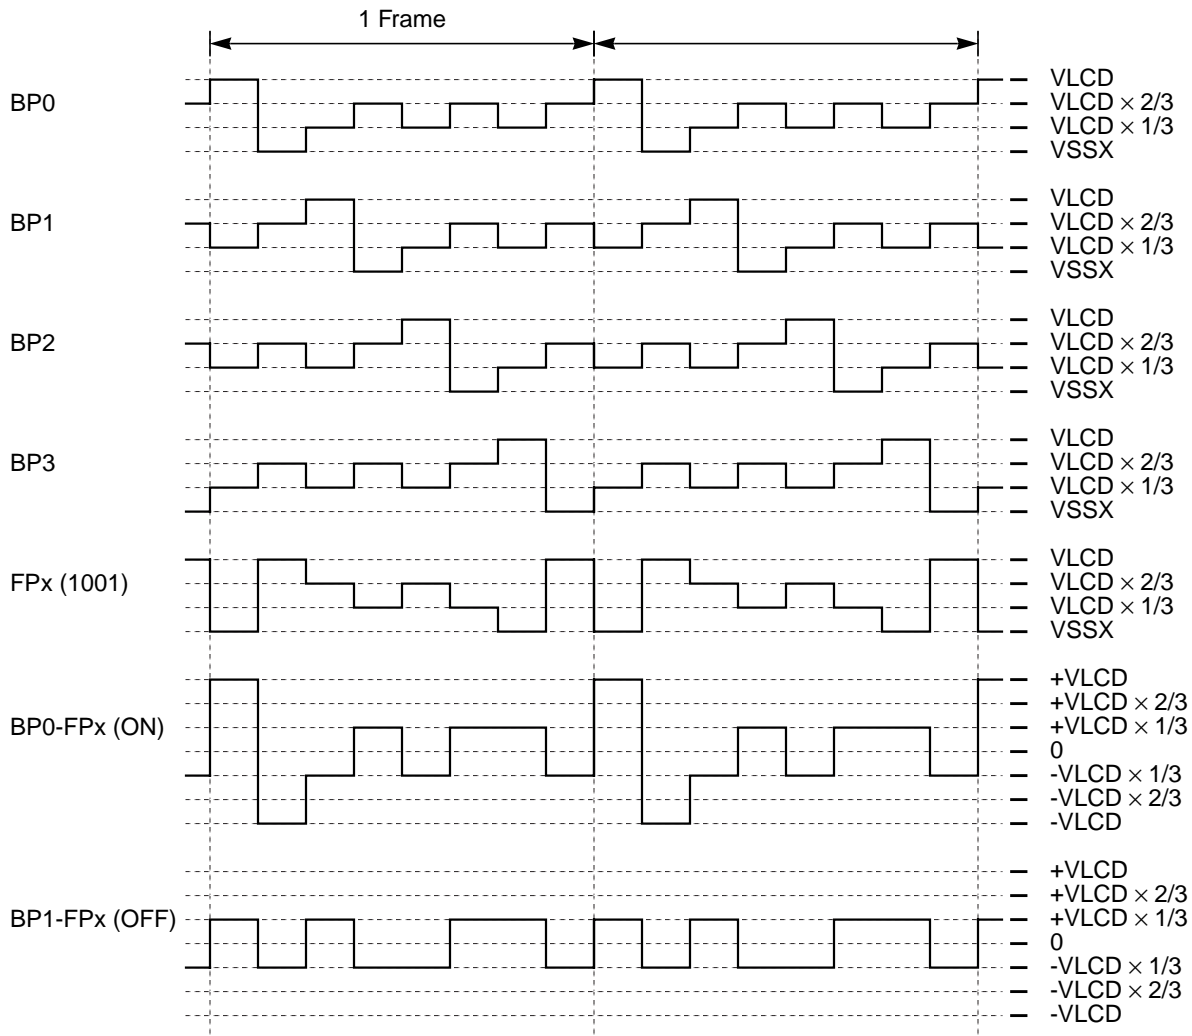 1 Frame
BP0
VLCD
VLCD × 2/3
VLCD × 1/3
VSSX
BP1
VLCD
VLCD × 2/3
VLCD × 1/3
VSSX
BP2
VLCD
VLCD × 2/3
VLCD × 1/3
VSSX
BP3
VLCD
VLCD × 2/3
VLCD × 1/3
VSSX
FPx (1001)
VLCD
VLCD × 2/3
VLCD × 1/3
VSSX
BP0-FPx (ON)
+VLCD
+VLCD × 2/3
+VLCD × 1/3
0
-VLCD × 1/3
-VLCD × 2/3
-VLCD
BP1-FPx (OFF)
+VLCD
+VLCD × 2/3
+VLCD × 1/3
0
-VLCD × 1/3
-VLCD × 2/3
-VLCD